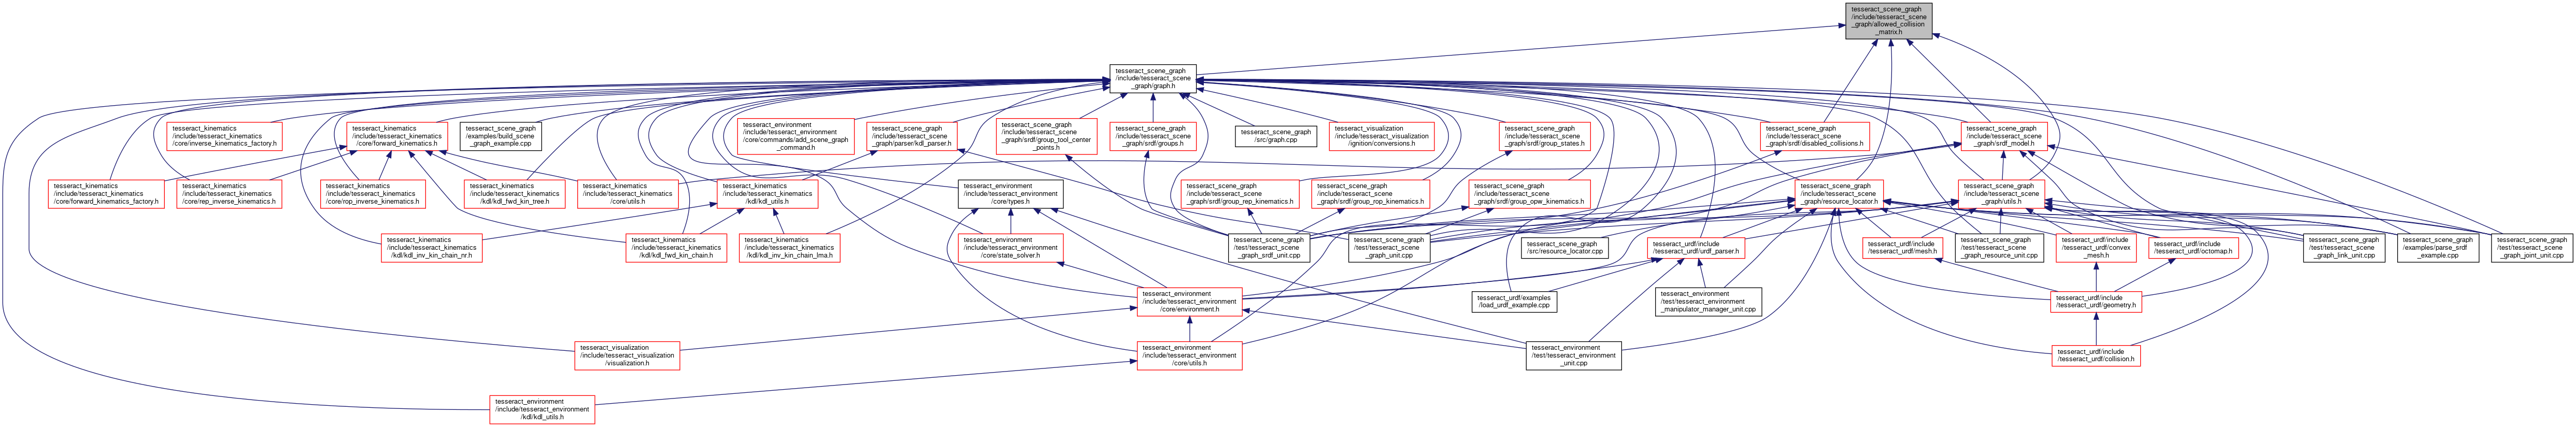 tesseract_scene_graph
/include/tesseract_scene
_graph/allowed_collision
_matrix.h
tesseract_scene_graph
/include/tesseract_scene
_graph/graph.h
tesseract_kinematics
/include/tesseract_kinematics
/core/inverse_kinematics_factory.h
tesseract_kinematics
/include/tesseract_kinematics
/core/forward_kinematics.h
tesseract_scene_graph
/examples/build_scene
_graph_example.cpp
tesseract_environment
/include/tesseract_environment
/core/commands/add_scene_graph
_command.h
tesseract_scene_graph
/include/tesseract_scene
_graph/parser/kdl_parser.h
tesseract_scene_graph
/include/tesseract_scene
_graph/srdf/group_tool_center
_points.h
tesseract_scene_graph
/include/tesseract_scene
_graph/srdf/groups.h
tesseract_scene_graph
/src/graph.cpp
tesseract_visualization
/include/tesseract_visualization
/ignition/conversions.h
tesseract_scene_graph
/include/tesseract_scene
_graph/srdf/group_states.h
tesseract_scene_graph
/include/tesseract_scene
_graph/srdf/disabled_collisions.h
tesseract_scene_graph
/include/tesseract_scene
_graph/srdf_model.h
tesseract_kinematics
/include/tesseract_kinematics
/core/forward_kinematics_factory.h
tesseract_kinematics
/include/tesseract_kinematics
/core/rep_inverse_kinematics.h
tesseract_kinematics
/include/tesseract_kinematics
/core/rop_inverse_kinematics.h
tesseract_kinematics
/include/tesseract_kinematics
/kdl/kdl_fwd_kin_tree.h
tesseract_kinematics
/include/tesseract_kinematics
/core/utils.h
tesseract_kinematics
/include/tesseract_kinematics
/kdl/kdl_utils.h
tesseract_environment
/include/tesseract_environment
/core/types.h
tesseract_scene_graph
/include/tesseract_scene
_graph/srdf/group_rep_kinematics.h
tesseract_scene_graph
/include/tesseract_scene
_graph/srdf/group_rop_kinematics.h
tesseract_scene_graph
/include/tesseract_scene
_graph/srdf/group_opw_kinematics.h
tesseract_scene_graph
/include/tesseract_scene
_graph/resource_locator.h
tesseract_scene_graph
/include/tesseract_scene
_graph/utils.h
tesseract_kinematics
/include/tesseract_kinematics
/kdl/kdl_inv_kin_chain_nr.h
tesseract_kinematics
/include/tesseract_kinematics
/kdl/kdl_fwd_kin_chain.h
tesseract_kinematics
/include/tesseract_kinematics
/kdl/kdl_inv_kin_chain_lma.h
tesseract_environment
/include/tesseract_environment
/core/state_solver.h
tesseract_scene_graph
/test/tesseract_scene
_graph_srdf_unit.cpp
tesseract_scene_graph
/test/tesseract_scene
_graph_unit.cpp
tesseract_scene_graph
/src/resource_locator.cpp
tesseract_urdf/include
/tesseract_urdf/urdf_parser.h
tesseract_urdf/include
/tesseract_urdf/mesh.h
tesseract_scene_graph
/test/tesseract_scene
_graph_resource_unit.cpp
tesseract_urdf/include
/tesseract_urdf/convex
_mesh.h
tesseract_urdf/include
/tesseract_urdf/octomap.h
tesseract_scene_graph
/test/tesseract_scene
_graph_link_unit.cpp
tesseract_scene_graph
/examples/parse_srdf
_example.cpp
tesseract_scene_graph
/test/tesseract_scene
_graph_joint_unit.cpp
tesseract_environment
/include/tesseract_environment
/core/environment.h
tesseract_urdf/examples
/load_urdf_example.cpp
tesseract_environment
/test/tesseract_environment
_manipulator_manager_unit.cpp
tesseract_urdf/include
/tesseract_urdf/geometry.h
tesseract_visualization
/include/tesseract_visualization
/visualization.h
tesseract_environment
/include/tesseract_environment
/core/utils.h
tesseract_environment
/test/tesseract_environment
_unit.cpp
tesseract_urdf/include
/tesseract_urdf/collision.h
tesseract_environment
/include/tesseract_environment
/kdl/kdl_utils.h